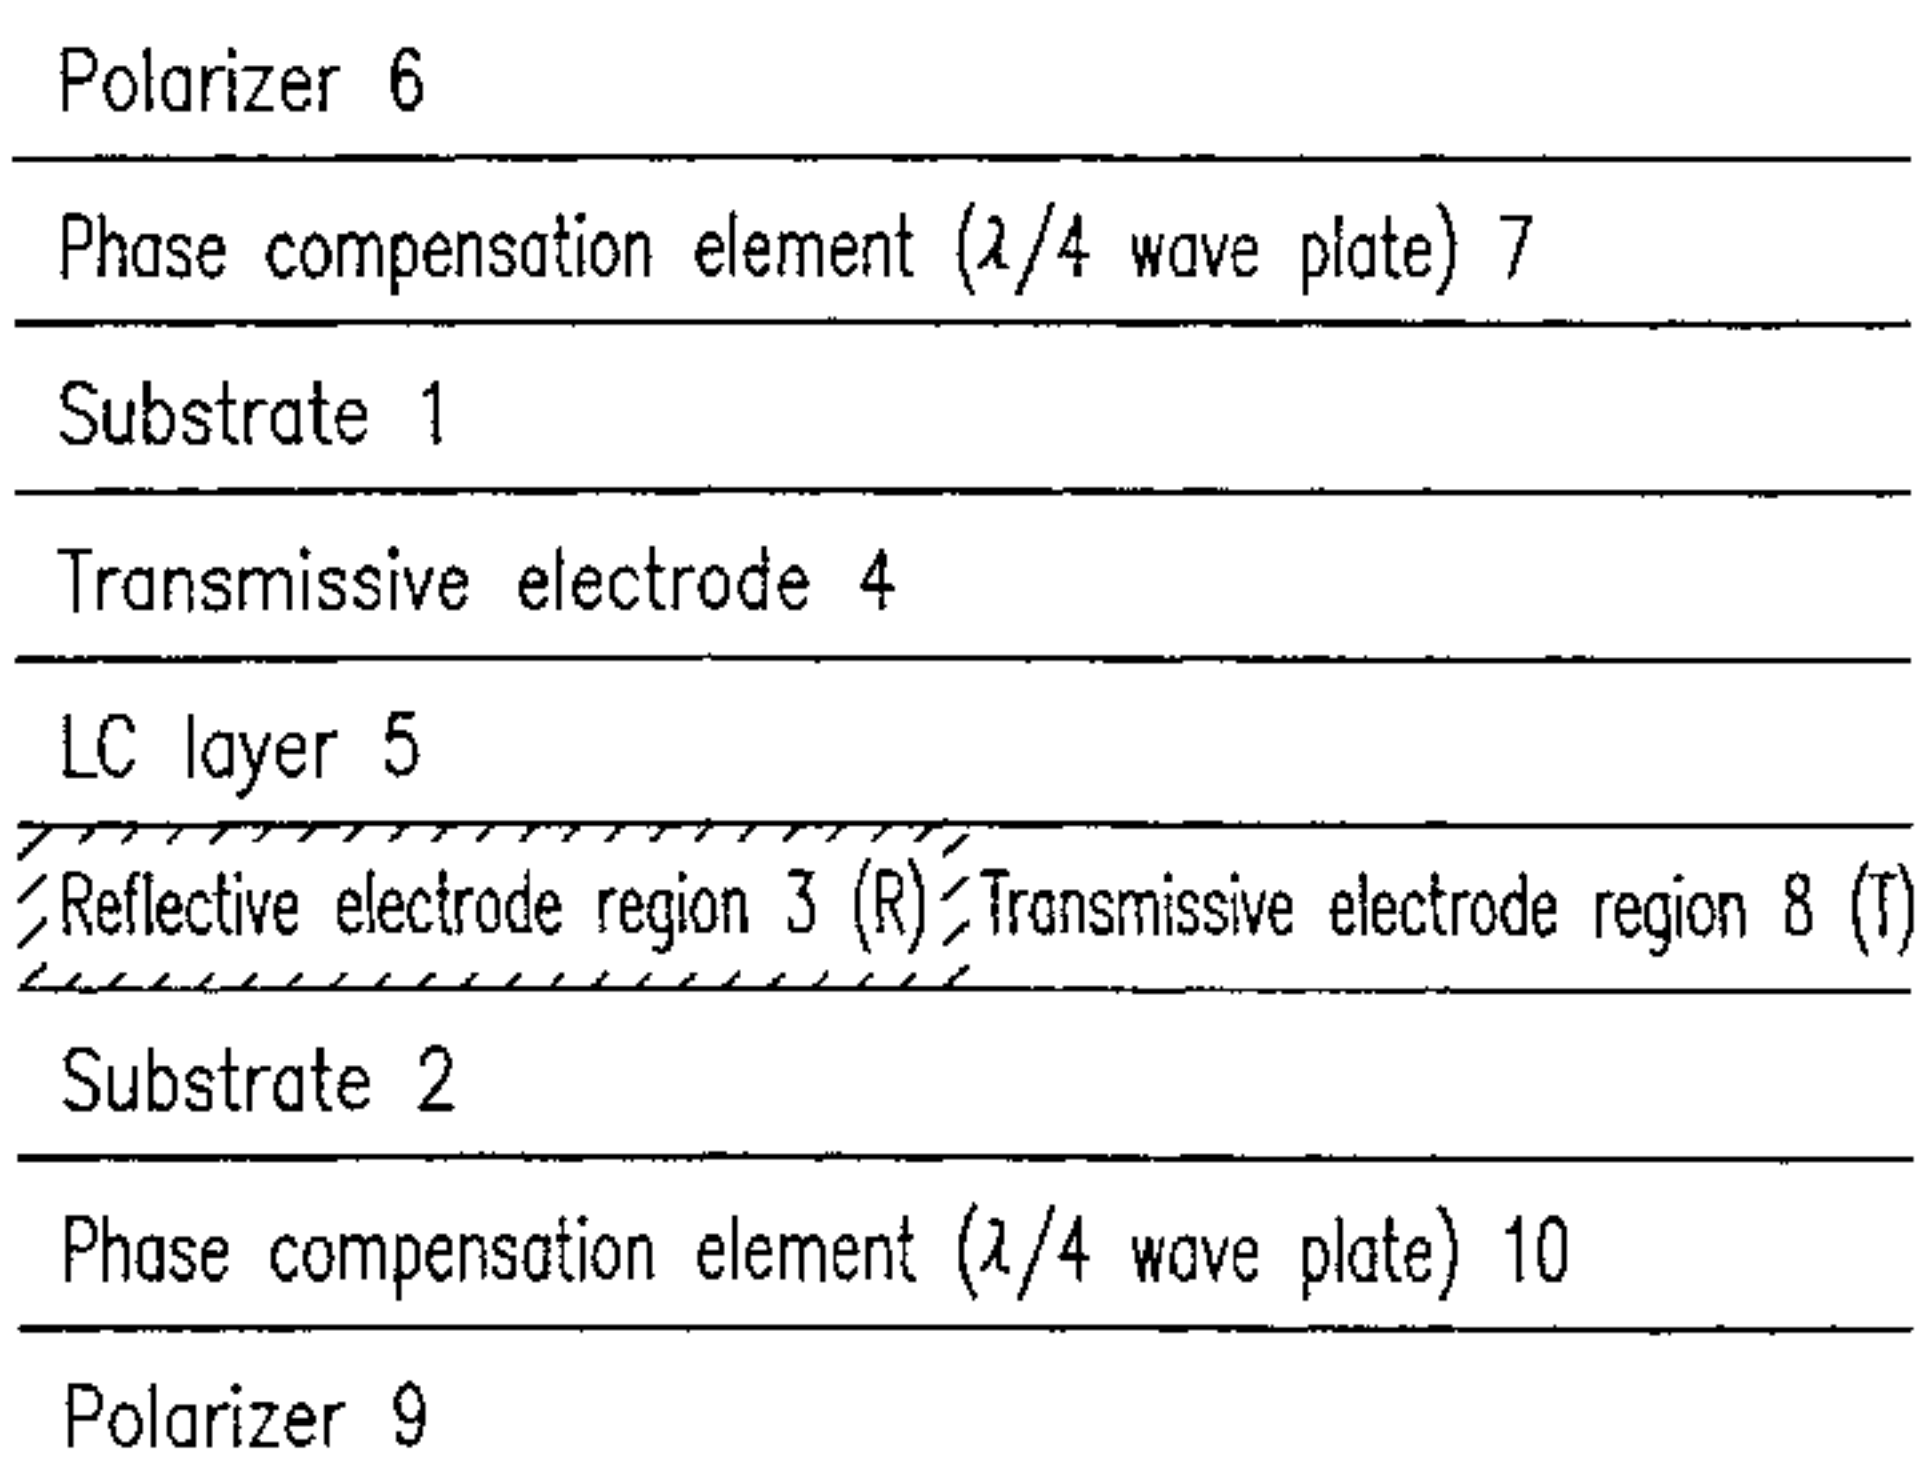 Polarizer 6
Phase compensation element (λ/4 wave plate) 7
Substrate 1
Transmissive electrode 4
LC layer 5
Reflective electrode region 3 (R) Transmissive electrode region 8 (T)
Substrate 2
Phase compensation element (λ/4 wave plate) 10
Polarizer 9